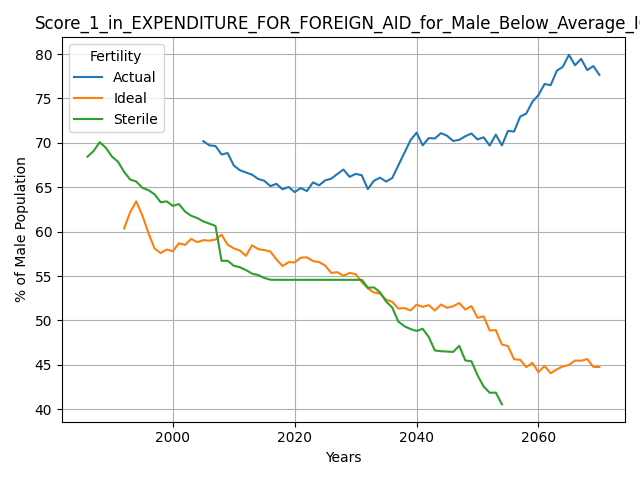 Score_1_in_EXPENDITURE_FOR_FOREIGN_AID_for_Male_Below_Average_I
Fertility
Actual
Ideal
Sterile
80
75
70
65
60
55
50
45
40
% of Male Population
2000 2020 2040 2060
Years